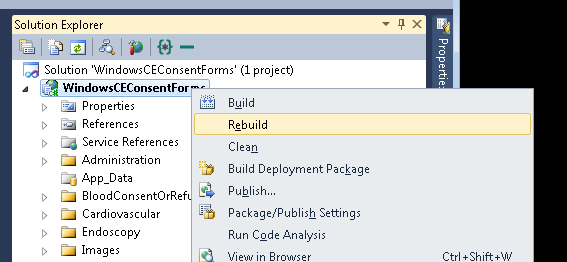 Solution Explorer
Solution 'WindowsCEConsentForms' (1 project)
WindowsCEConsentForms
Properties
References
Service References
Administration
App_Data
BloodConsentOrRefu
Cardiovascular
Endoscopy
Images
Build
Rebuild
Clean
Build Deployment Package
Publish...
Package/Publish Settings
Run Code Analysis
View in Browser Ctrl+Shift+W
Properties